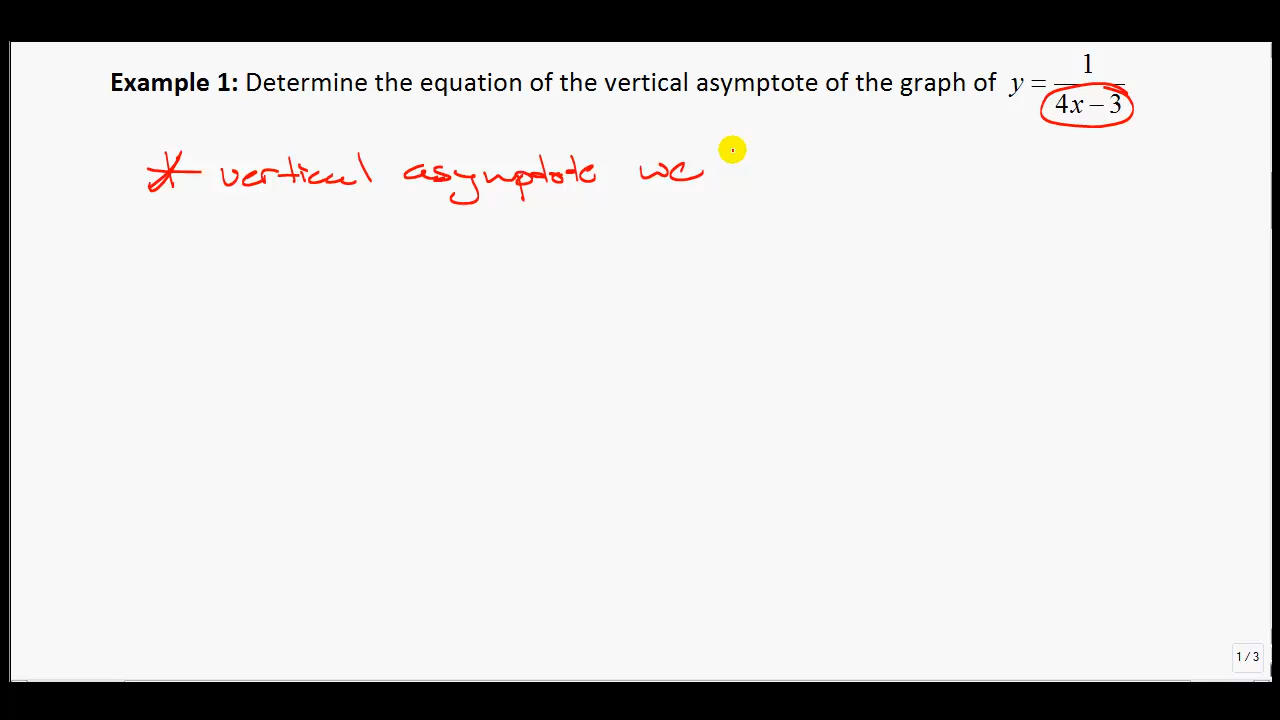 Example 1: Determine the equation of the vertical asymptote of the graph of y = 1/(4x − 3)
* vertical asymptote we
1 / 3